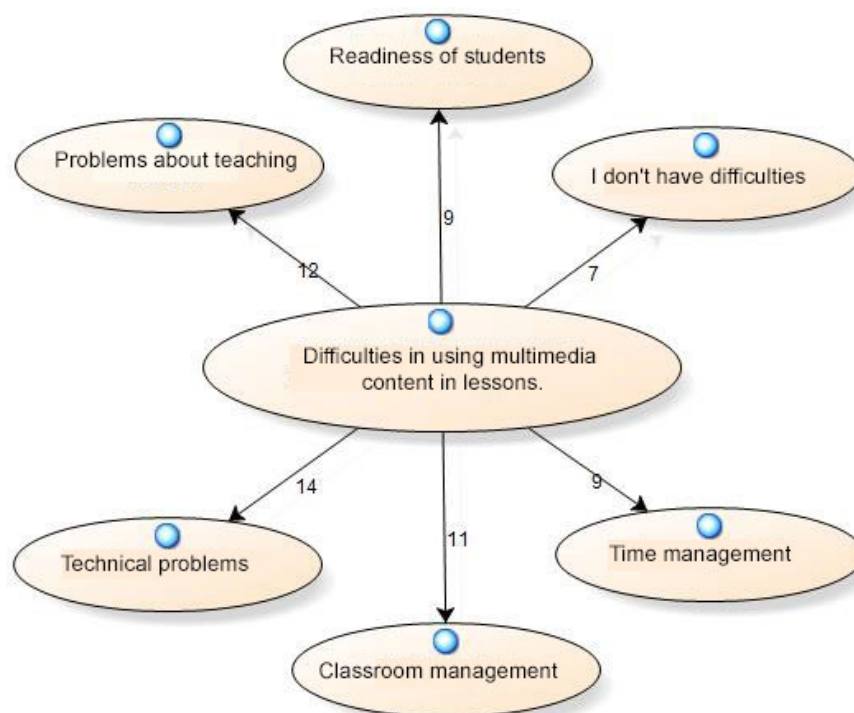 Readiness of students
Problems about teaching
I don't have difficulties
9
12
7
Difficulties in using multimedia
content in lessons.
14
9
11
Technical problems
Time management
Classroom management